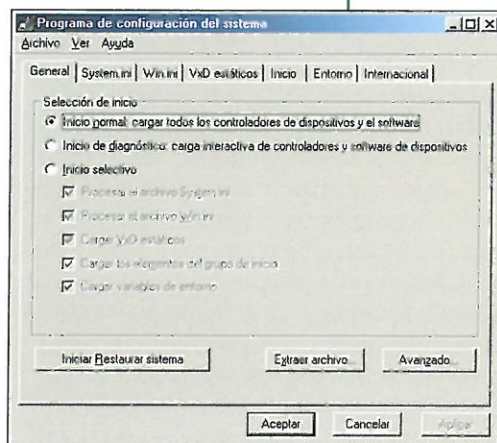 Programa de configuración del sistema
Archivo Ver Ayuda
General System.ini Win.ini VxD estáticos Inicio Entorno Internacional
Selección de inicio
Inicio normal: cargar todos los controladores de dispositivos y el software
Inicio de diagnóstico: carga interactiva de controladores y software de dispositivos
Inicio selectivo
Procesar el archivo System.ini
Procesar el archivo Win.ini
Cargar VxD estáticos
Cargar los elementos del grupo de inicio
Cargar variables de entorno
Iniciar Restaurar sistema Extraer archivo... Avanzado...
Aceptar Cancelar Aplicar